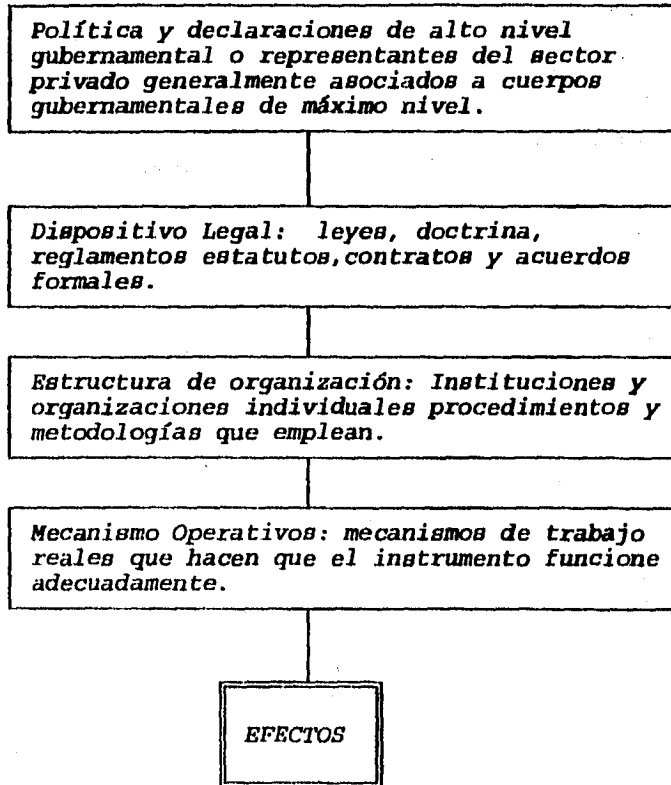 Política y declaraciones de alto nivel
gubernamental o representantes del sector
privado generalmente asociados a cuerpos
gubernamentales de máximo nivel.
Dispositivo Legal: leyes, doctrina,
reglamentos estatutos,contratos y acuerdos
formales.
Estructura de organización: Instituciones y
organizaciones individuales procedimientos y
metodologías que emplean.
Mecanismo Operativos: mecanismos de trabajo
reales que hacen que el instrumento funcione
adecuadamente.
EFECTOS